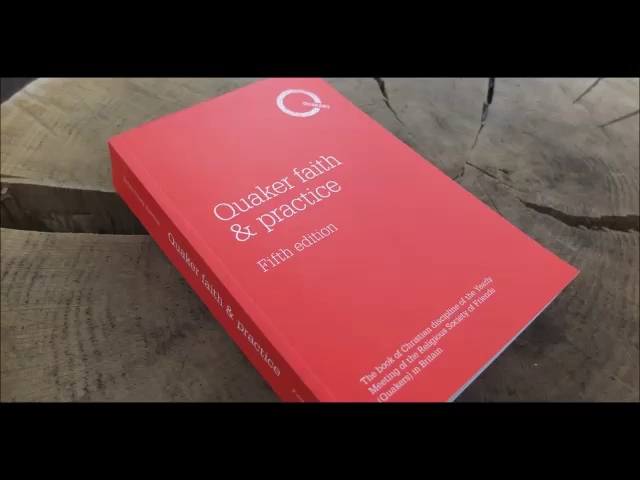 Quaker faith
& practice
Fifth edition
The book of Christian discipline of the Yearly
Meeting of the Religious Society of Friends
(Quakers) in Britain
Quaker faith & practice